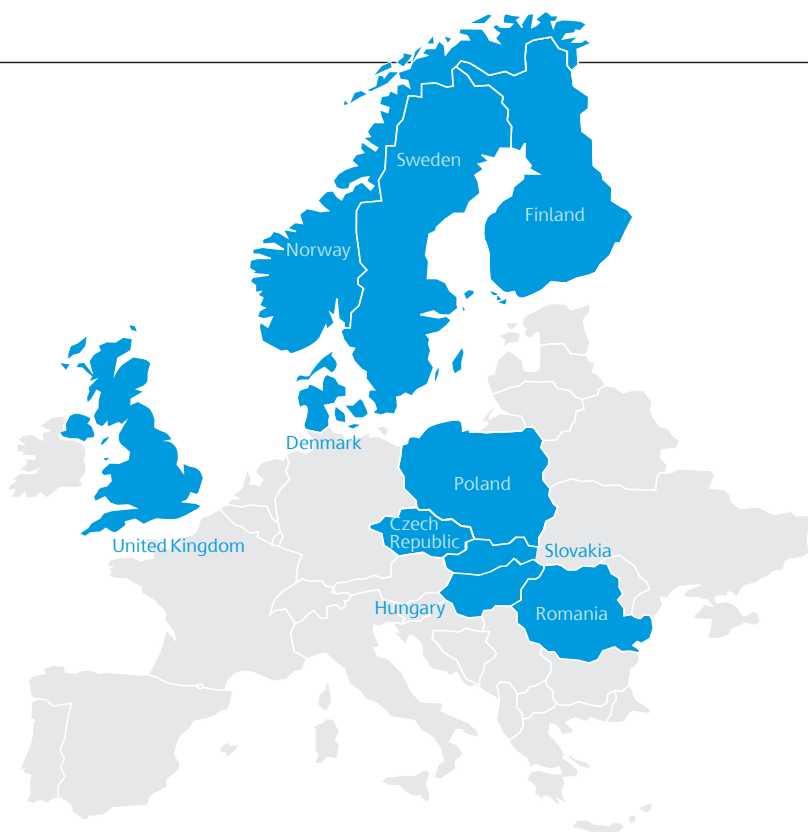 Sweden
Finland
Norway
Denmark
Poland
Czech
Republic
United Kingdom
Slovakia
Hungary
Romania